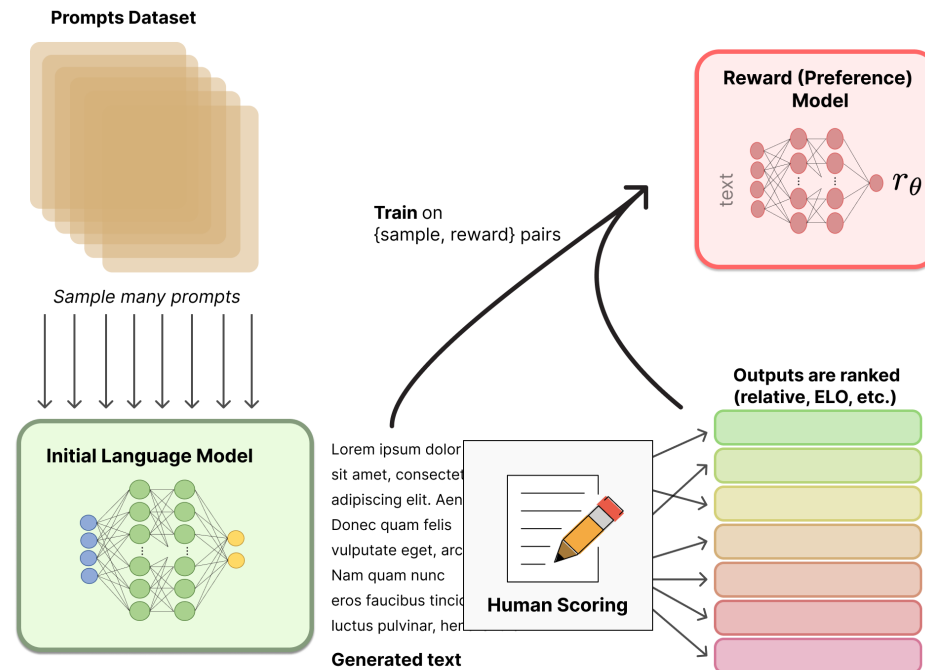 Prompts Dataset
Sample many prompts
Initial Language Model
Train on
{sample, reward} pairs
Reward (Preference)
Model
text
rθ
Lorem ipsum dolor
sit amet, consectet
adipiscing elit. Aen
Donec quam felis
vulputate eget, arc
Nam quam nunc
eros faucibus tincid
luctus pulvinar, hen
Generated text
Human Scoring
Outputs are ranked
(relative, ELO, etc.)